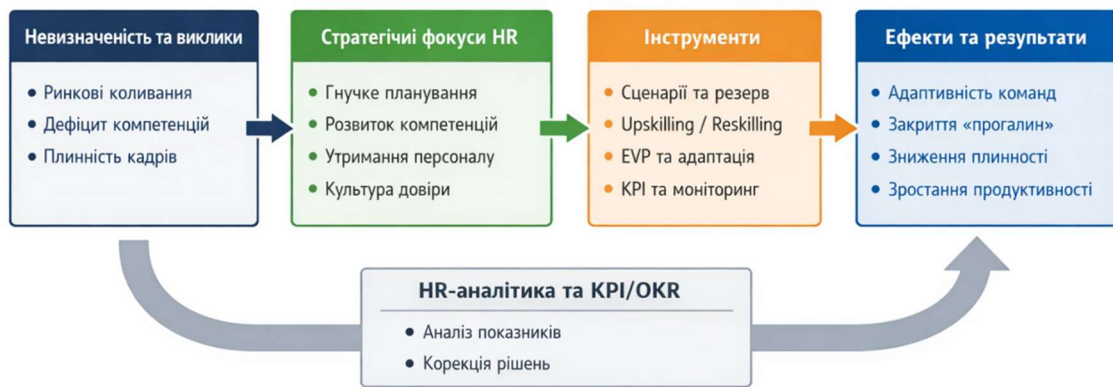 Невизначеність та виклики
• Ринкові коливання
• Дефіцит компетенцій
• Плинність кадрів
Стратегічиі фокуси HR
• Гнучке планування
• Розвиток компетенцій
• Утримання персоналу
• Культура довіри
Інструменти
• Сценарії та резерв
• Upskilling / Reskilling
• EVP та адаптація
• KPI та моніторинг
Ефекти та результати
• Адаптивність команд
• Закриття «прогалин»
• Зниження плинності
• Зростання продуктивності
HR-аналітика та KPI/OKR
• Аналіз показників
• Корекція рішень